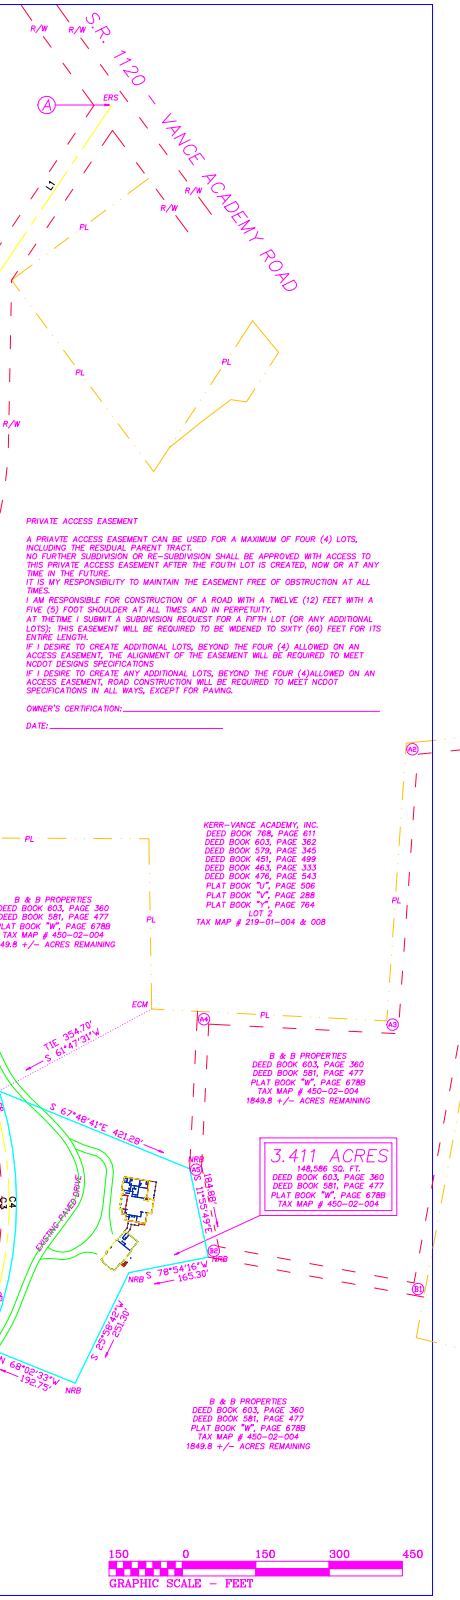 R/W
R/W
S.R. 1120 - VANCE ACADEMY ROAD
A
ERS
L1
R/W
R/W
PL
PL
PL
R/W
PRIVATE ACCESS EASEMENT
A PRIAVTE ACCESS EASEMENT CAN BE USED FOR A MAXIMUM OF FOUR (4) LOTS,
INCLUDING THE RESIDUAL PARENT TRACT.
NO FURTHER SUBDIVISION OR RE-SUBDIVISION SHALL BE APPROVED WITH ACCESS TO
THIS PRIVATE ACCESS EASEMENT AFTER THE FOUTH LOT IS CREATED, NOW OR AT ANY
TIME IN THE FUTURE.
IT IS MY RESPONSIBILITY TO MAINTAIN THE EASEMENT FREE OF OBSTRUCTION AT ALL
TIMES.
I AM RESPONSIBLE FOR CONSTRUCTION OF A ROAD WITH A TWELVE (12) FEET WITH A
FIVE (5) FOOT SHOULDER AT ALL TIMES AND IN PERPETUITY.
AT THETIME I SUBMIT A SUBDIVISION REQUEST FOR A FIFTH LOT (OR ANY ADDITIONAL
LOTS); THIS EASEMENT WILL BE REQUIRED TO BE WIDENED TO SIXTY (60) FEET FOR ITS
ENTIRE LENGTH.
IF I DESIRE TO CREATE ADDITIONAL LOTS, BEYOND THE FOUR (4) ALLOWED ON AN
ACCESS EASEMENT, THE ALIGNMENT OF THE EASEMENT WILL BE REQUIRED TO MEET
NCDOT DESIGNS SPECIFICATIONS
IF I DESIRE TO CREATE ANY ADDITIONAL LOTS, BEYOND THE FOUR (4)ALLOWED ON AN
ACCESS EASEMENT, ROAD CONSTRUCTION WILL BE REQUIRED TO MEET NCDOT
SPECIFICATIONS IN ALL WAYS, EXCEPT FOR PAVING.
OWNER'S CERTIFICATION:
DATE:
A2
KERR-VANCE ACADEMY, INC.
DEED BOOK 768, PAGE 611
DEED BOOK 603, PAGE 362
DEED BOOK 579, PAGE 345
DEED BOOK 451, PAGE 499
DEED BOOK 463, PAGE 333
DEED BOOK 476, PAGE 543
PLAT BOOK "U", PAGE 506
PLAT BOOK "V", PAGE 288
PLAT BOOK "Y", PAGE 764
LOT 2
TAX MAP # 219-01-004 & 008
PL
B & B PROPERTIES
DEED BOOK 603, PAGE 360
DEED BOOK 581, PAGE 477
PLAT BOOK "W", PAGE 678B
TAX MAP # 450-02-004
49.8 +/- ACRES REMAINING
PL
PL
ECM
PL
A4
A3
TIE 354.70'
S 61°47'31"W
B & B PROPERTIES
DEED BOOK 603, PAGE 360
DEED BOOK 581, PAGE 477
PLAT BOOK "W", PAGE 678B
TAX MAP # 450-02-004
1849.8 +/- ACRES REMAINING
S 67°48'41"E 421.28'
NRB
A5
184.88'
S 11°55'49"E
3.411 ACRES
148,586 SQ. FT.
DEED BOOK 603, PAGE 360
DEED BOOK 581, PAGE 477
PLAT BOOK "W", PAGE 678B
TAX MAP # 450-02-004
C4
C3
EXISTING PAVED DRIVE
B2
NRB
S 78°54'16"W
165.30'
NRB
B1
S 25°58'42"W
251.30'
N 68°02'33"W
192.75'
NRB
B & B PROPERTIES
DEED BOOK 603, PAGE 360
DEED BOOK 581, PAGE 477
PLAT BOOK "W", PAGE 678B
TAX MAP # 450-02-004
1849.8 +/- ACRES REMAINING
150 0 150 300 450
GRAPHIC SCALE - FEET